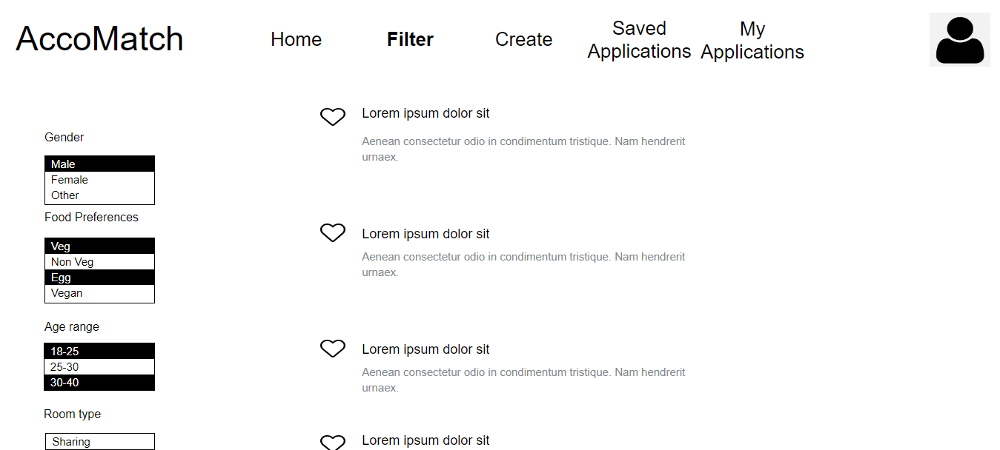 AccoMatch
Home
Filter
Create
Saved
Applications
My
Applications
Gender
Male
Female
Other
Food Preferences
Veg
Non Veg
Egg
Vegan
Age range
18-25
25-30
30-40
Room type
Sharing
Lorem ipsum dolor sit
Aenean consectetur odio in condimentum tristique. Nam hendrerit
urnaex.
Lorem ipsum dolor sit
Aenean consectetur odio in condimentum tristique. Nam hendrerit
urnaex.
Lorem ipsum dolor sit
Aenean consectetur odio in condimentum tristique. Nam hendrerit
urnaex.
Lorem ipsum dolor sit